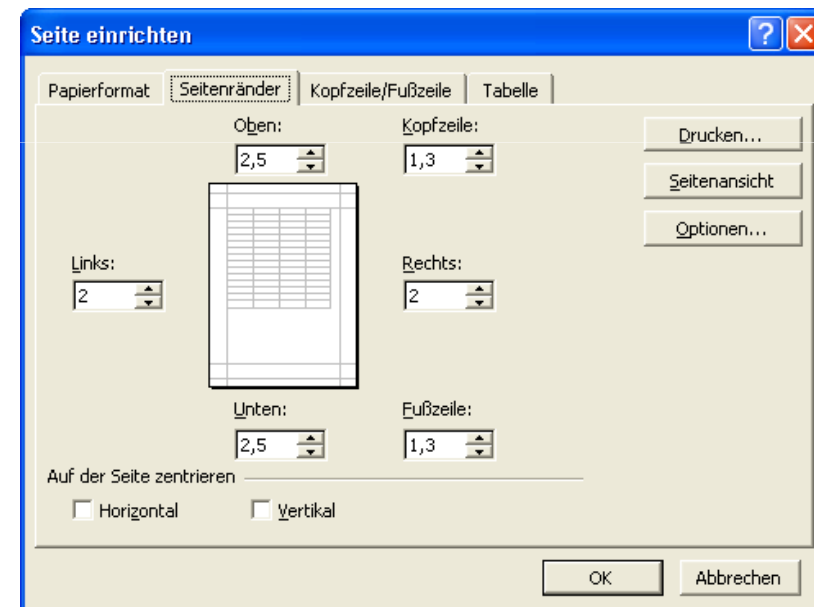 Seite einrichten
Papierformat Seitenränder Kopfzeile/Fußzeile Tabelle
Oben: Kopfzeile: Drucken...
2,5 1,3
Seitenansicht
Optionen...
Links: Rechts:
2 2
Unten: Fußzeile:
2,5 1,3
Auf der Seite zentrieren
Horizontal Vertikal
OK Abbrechen